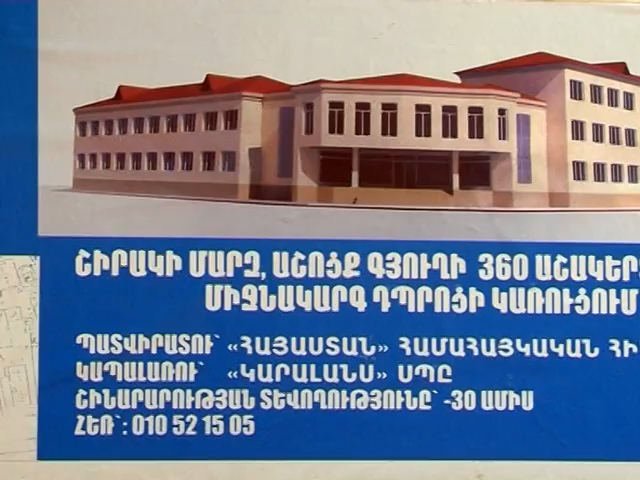 ՇԻՐԱԿԻ ՄԱՐԶ, ԱՇՈՑՔ ԳՅՈՒՂԻ 360 ԱՇԱԿԵՐ
ՄԻՋՆԱԿԱՐԳ ԴՊՐՈՑԻ ԿԱՌՈՒՑՈՒՄ
ՊԱՏՎԻՐԱՏՈՒ՝ «ՀԱՅԱՍՏԱՆ» ՀԱՄԱՀԱՅԿԱԿԱՆ ՀԻ
ԿԱՊԱԼԱՌՈՒ՝ «ԿԱՐԱԼԱՆՍ» ՍՊԸ
ՇԻՆԱՐԱՐՈՒԹՅԱՆ ՏԵՎՈՂՈՒԹՅՈՒՆԸ՝ -30 ԱՄԻՍ
ՀԵՌ՝: 010 52 15 05